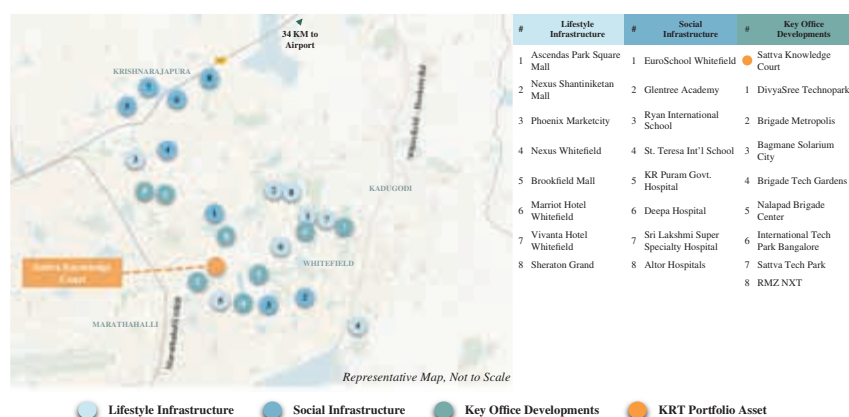 34 KM to
Airport
KRISHNARAJAPURA
KADUGODI
WHITEFIELD
Sattva Knowledge
Court
MARATHAHALLI
Representative Map, Not to Scale
# Lifestyle Infrastructure # Social Infrastructure # Key Office Developments
1 Ascendas Park Square Mall 1 EuroSchool Whitefield Sattva Knowledge Court
2 Nexus Shantiniketan Mall 2 Glentree Academy 1 DivyaSree Technopark
3 Phoenix Marketcity 3 Ryan International School 2 Brigade Metropolis
4 Nexus Whitefield 4 St. Teresa Int'l School 3 Bagmane Solarium City
5 Brookfield Mall 5 KR Puram Govt. Hospital 4 Brigade Tech Gardens
6 Marriot Hotel Whitefield 6 Deepa Hospital 5 Nalapad Brigade Center
7 Vivanta Hotel Whitefield 7 Sri Lakshmi Super Specialty Hospital 6 International Tech Park Bangalore
8 Sheraton Grand 8 Altor Hospitals 7 Sattva Tech Park
8 RMZ NXT
Lifestyle Infrastructure Social Infrastructure Key Office Developments KRT Portfolio Asset